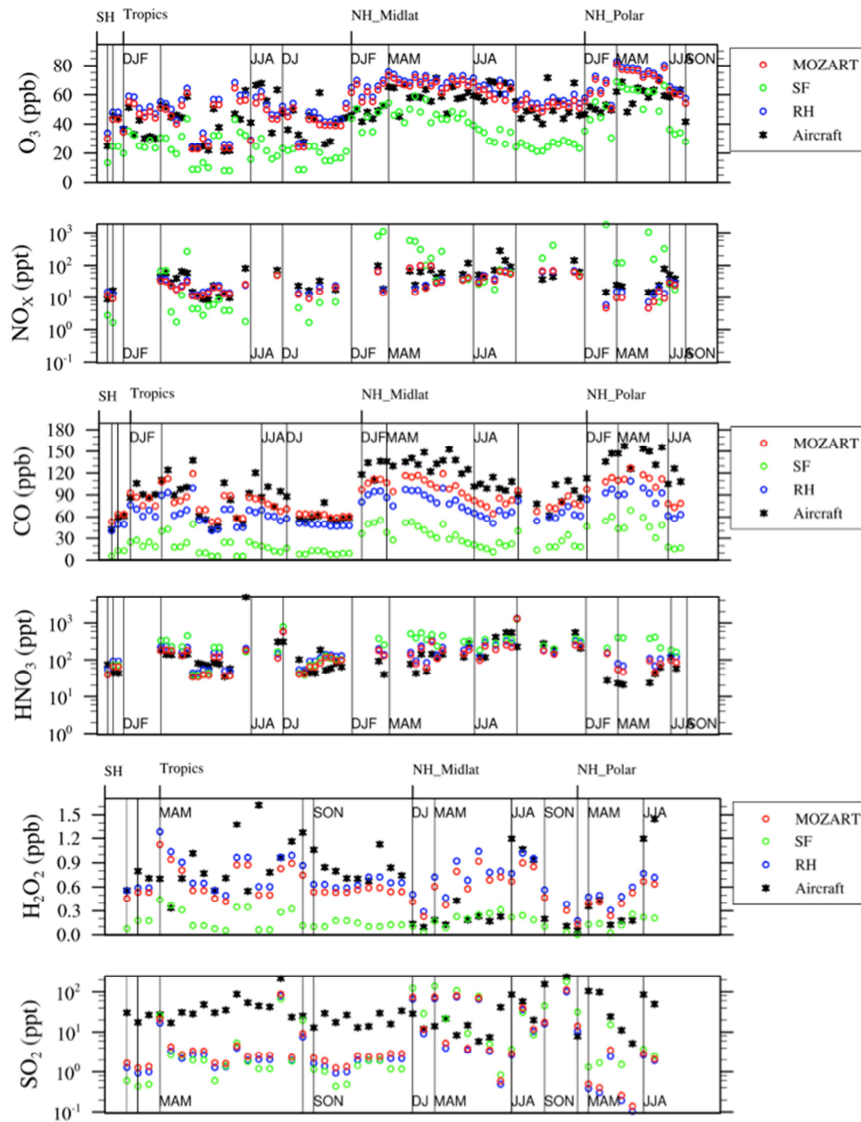 SH Tropics NH_Midlat NH_Polar
DJF JJA DJ DJF MAM JJA DJF MAM JJA SON
O3 (ppb)
80
60
40
20
0
MOZART
SF
RH
Aircraft
NOX (ppt)
10^3
10^2
10^1
10^0
10^-1
DJF JJA DJ DJF MAM JJA DJF MAM JJA SON
SH Tropics NH_Midlat NH_Polar
DJF JJA DJ DJF MAM JJA DJF MAM JJA
CO (ppb)
180
150
120
90
60
30
0
MOZART
SF
RH
Aircraft
HNO3 (ppt)
10^3
10^2
10^1
10^0
DJF JJA DJ DJF MAM JJA DJF MAM JJA SON
SH Tropics NH_Midlat NH_Polar
MAM SON DJ MAM JJA SON MAM JJA
H2O2 (ppb)
1.5
1.2
0.9
0.6
0.3
0.0
MOZART
SF
RH
Aircraft
SO2 (ppt)
10^2
10^1
10^0
10^-1
MAM SON DJ MAM JJA SON MAM JJA